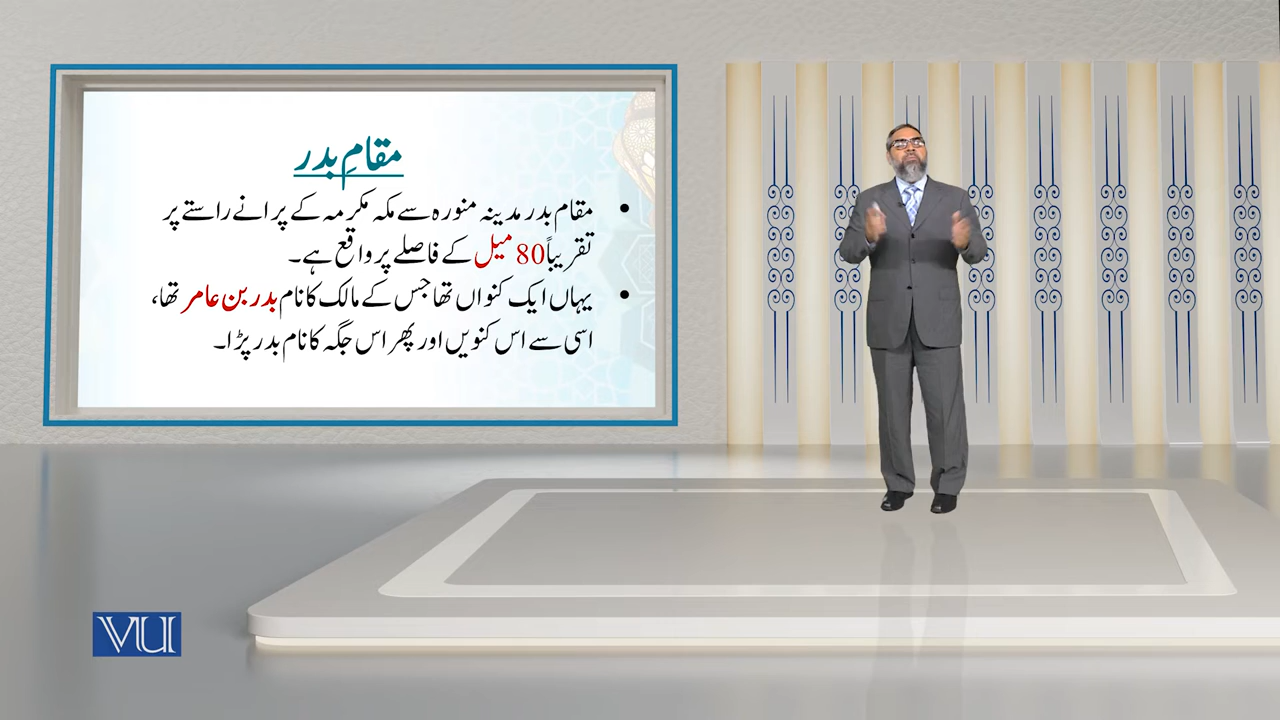 مقامِ بدر
• مقام بدر مدینہ منورہ سے مکہ مکرمہ کے پرانے راستے پر
تقریباً 80 میل کے فاصلے پر واقع ہے۔
• یہاں ایک کنواں تھا جس کے مالک کا نام بدر بن عامر تھا،
اسی سے اس کنویں اور پھر اس جگہ کا نام بدر پڑا۔
VU